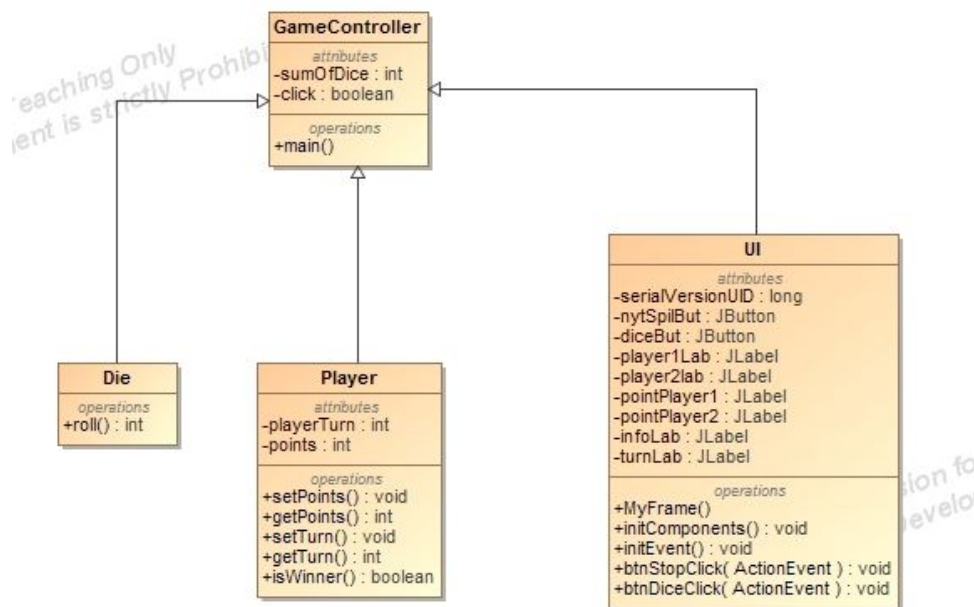 GameController
attributes
-sumOfDice : int
-click : boolean
operations
+main()
eaching Only
ent is strictly Prohibi
Die
operations
+roll() : int
Player
attributes
-playerTurn : int
-points : int
operations
+setPoints() : void
+getPoints() : int
+setTurn() : void
+getTurn() : int
+isWinner() : boolean
UI
attributes
-serialVersionUID : long
-nytSpilBut : JButton
-diceBut : JButton
-player1Lab : JLabel
-player2lab : JLabel
-pointPlayer1 : JLabel
-pointPlayer2 : JLabel
-infoLab : JLabel
-turnLab : JLabel
operations
+MyFrame()
+initComponents() : void
+initEvent() : void
+btnStopClick( ActionEvent ) : void
+btnDiceClick( ActionEvent ) : void
sion fo
evelo